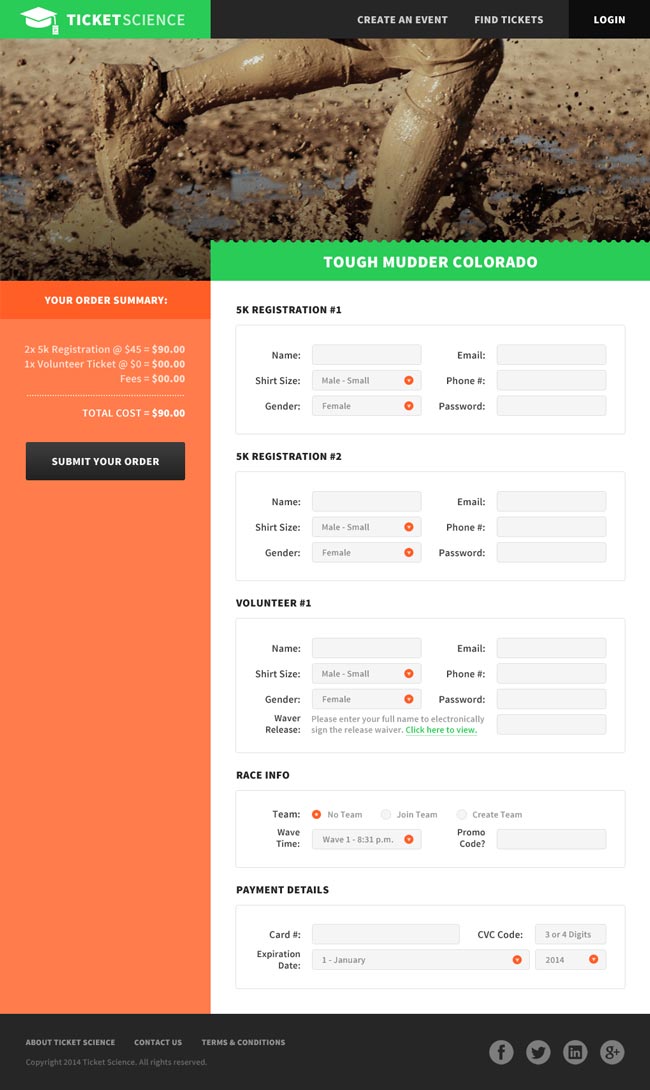 TICKETSCIENCE
CREATE AN EVENT
FIND TICKETS
LOGIN
TOUGH MUDDER COLORADO
YOUR ORDER SUMMARY:
2x 5k Registration @ $45 = $90.00
1x Volunteer Ticket @ $0 = $00.00
Fees = $00.00
TOTAL COST = $90.00
SUBMIT YOUR ORDER
5K REGISTRATION #1
Name:
Email:
Shirt Size: Male - Small
Phone #:
Gender: Female
Password:
5K REGISTRATION #2
Name:
Email:
Shirt Size: Male - Small
Phone #:
Gender: Female
Password:
VOLUNTEER #1
Name:
Email:
Shirt Size: Male - Small
Phone #:
Gender: Female
Password:
Waver
Release:
Please enter your full name to electronically
sign the release waiver. Click here to view.
RACE INFO
Team: No Team Join Team Create Team
Wave
Time:
Wave 1 - 8:31 p.m.
Promo
Code?
PAYMENT DETAILS
Card #:
CVC Code: 3 or 4 Digits
Expiration
Date:
1 - January
2014
ABOUT TICKET SCIENCE
CONTACT US
TERMS & CONDITIONS
Copyright 2014 Ticket Science. All rights reserved.